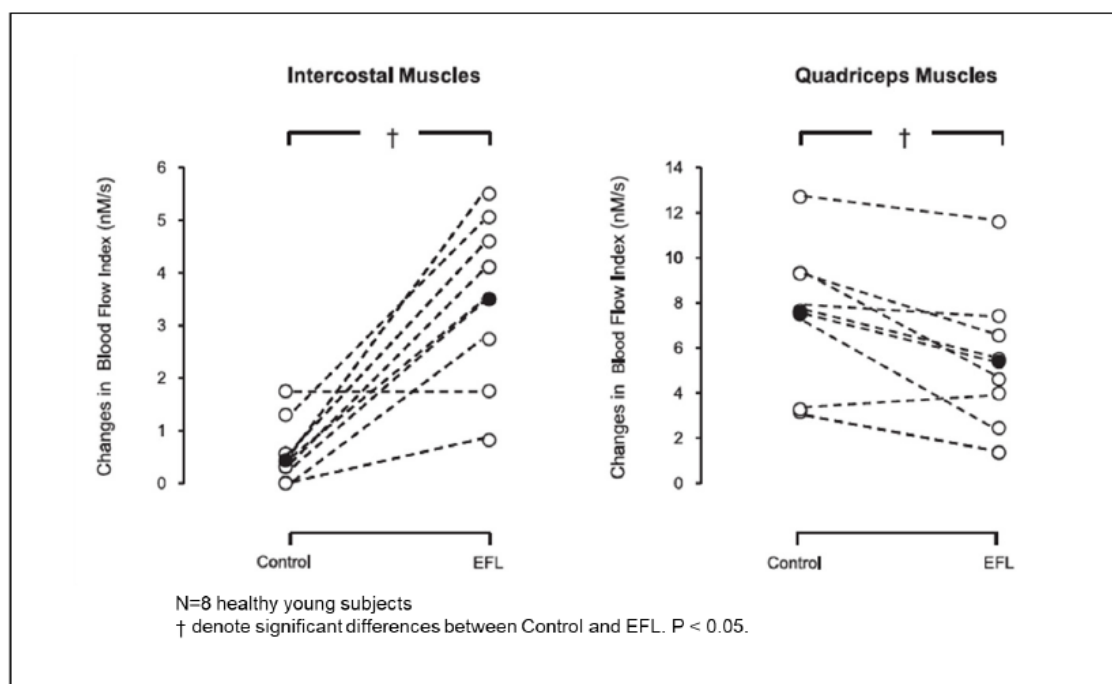 Intercostal Muscles
†
Changes in Blood Flow Index (nM/s)
6
5
4
3
2
1
0
Control
EFL
Quadriceps Muscles
†
Changes in Blood Flow Index (nM/s)
14
12
10
8
6
4
2
0
Control
EFL
N=8 healthy young subjects
† denote significant differences between Control and EFL. P < 0.05.